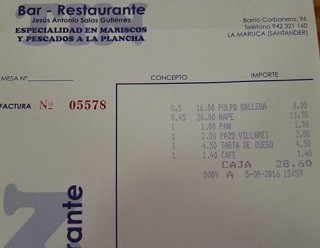 Bar - Restaurante
Jesús Antonio Salas Gutiérrez
ESPECIALIDAD EN MARISCOS
Y PESCADOS A LA PLANCHA
Barrio Corbanera, 96
Teléfono 942 321 160
LA MARUCA (SANTANDER)
MESA Nº
CONCEPTO IMPORTE
FACTURA Nº 05578
0.5 16.00 PULPO GALLEGA 8.00
0.45 26.00 RAPE 11.70
1 1.00 PAN 1.00
1 2.00 PAZO VILLAREI 2.00
1 4.50 TARTA DE QUESO 4.50
1 1.40 CAFE 1.40
CAJA 28.60
0009 A 5-09-2016 15:59
rante